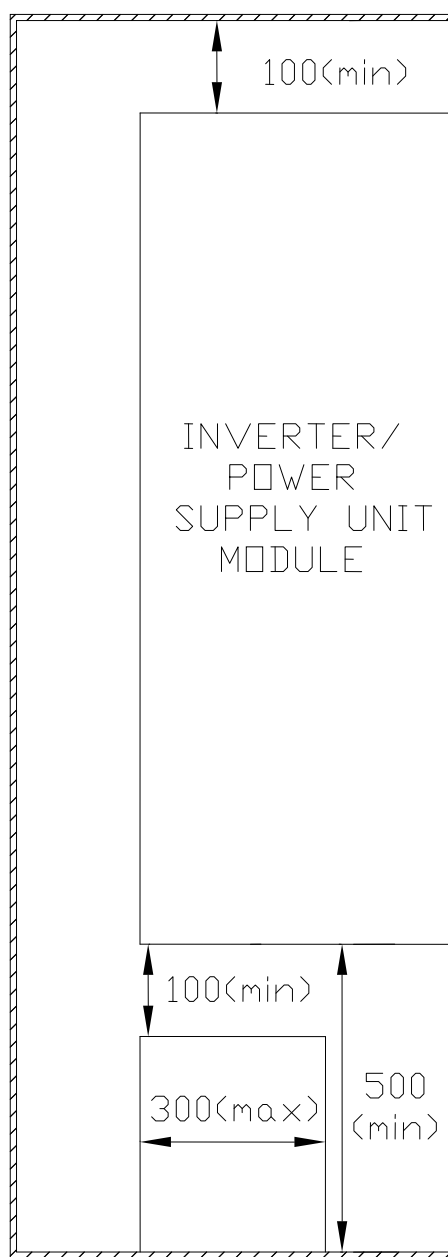 100(min)
INVERTER/
POWER
SUPPLY UNIT
MODULE
100(min)
300(max)
500
(min)